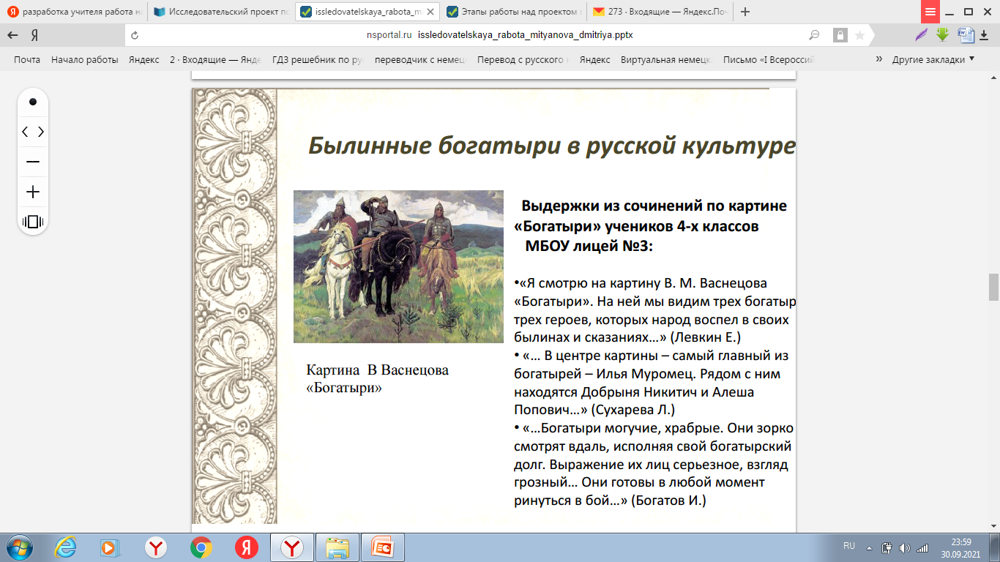 разработка учителя работа на
Исследовательский проект по
issledovatelskaya_rabota_mi
Этапы работы над проектом в
273 · Входящие — Яндекс.Поч
nsportal.ru issledovatelskaya_rabota_mityanova_dmitriya.pptx
Почта Начало работы Яндекс 2 · Входящие — Янде ГДЗ решебник по рус переводчик с немец Перевод с русского н Яндекс Виртуальная немецк Письмо «I Всероссий » Другие закладки
Былинные богатыри в русской культуре
Картина В Васнецова
«Богатыри»
Выдержки из сочинений по картине
«Богатыри» учеников 4-х классов
МБОУ лицей №3:
•«Я смотрю на картину В. М. Васнецова
«Богатыри». На ней мы видим трех богатыр
трех героев, которых народ воспел в своих
былинах и сказаниях…» (Левкин Е.)
• «… В центре картины – самый главный из
богатырей – Илья Муромец. Рядом с ним
находятся Добрыня Никитич и Алеша
Попович…» (Сухарева Л.)
• «…Богатыри могучие, храбрые. Они зорко
смотрят вдаль, исполняя свой богатырский
долг. Выражение их лиц серьезное, взгляд
грозный… Они готовы в любой момент
ринуться в бой…» (Богатов И.)
RU
23:59
30.09.2021